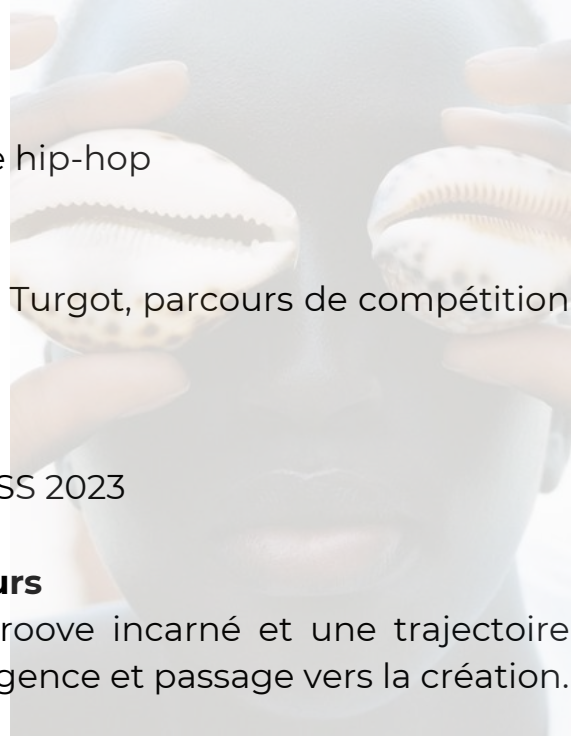 hip-hop
Turgot, parcours de compétition
SS 2023
urs
roove incarné et une trajectoire
gence et passage vers la création.